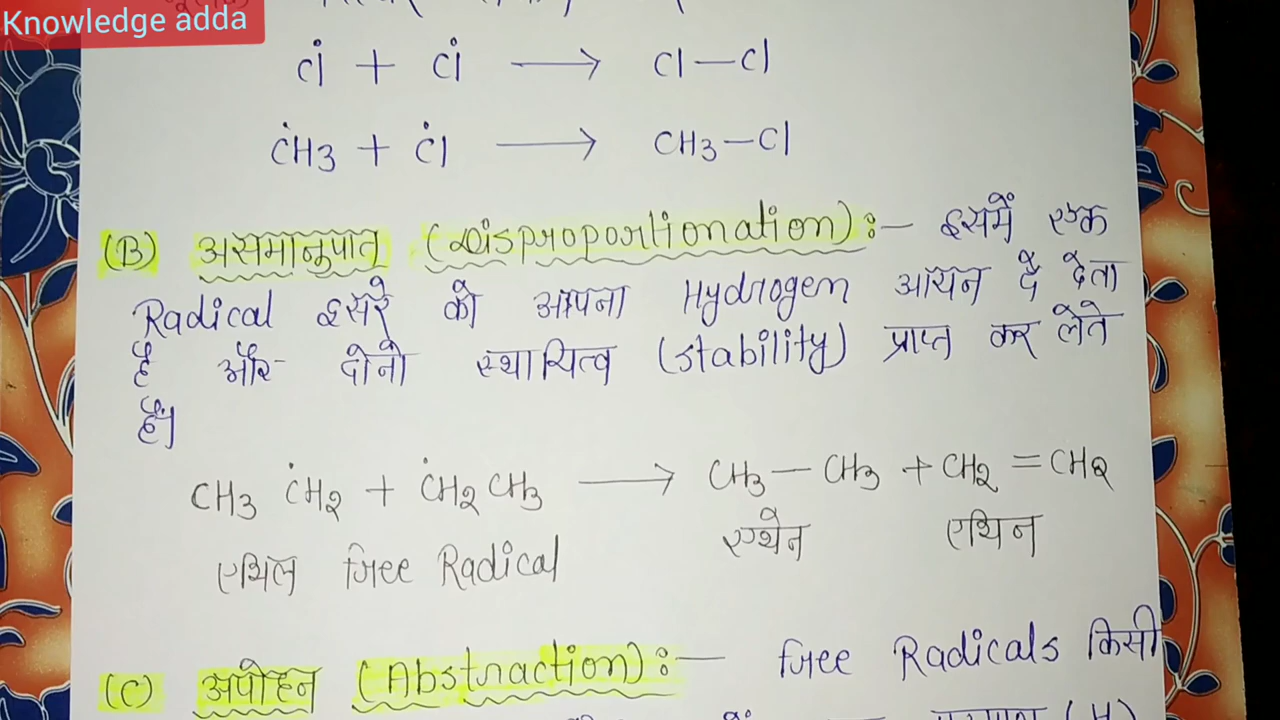 Knowledge adda
Ċl + Ċl ⟶ Cl—Cl
ĊH3 + Ċl ⟶ CH3—Cl
(B) असमानुपात (Disproportionation):— इसमें एक
Radical दूसरे को अपना Hydrogen आयन दे देता
है और दोनो स्थायित्व (stability) प्राप्त कर लेते
हैं।
CH3 ĊH2 + ĊH2 CH3 ⟶ CH3—CH3 + CH2=CH2
एथिल free Radical एथेन एथिन
(C) अपोहन (Abstraction):— free Radicals किसी